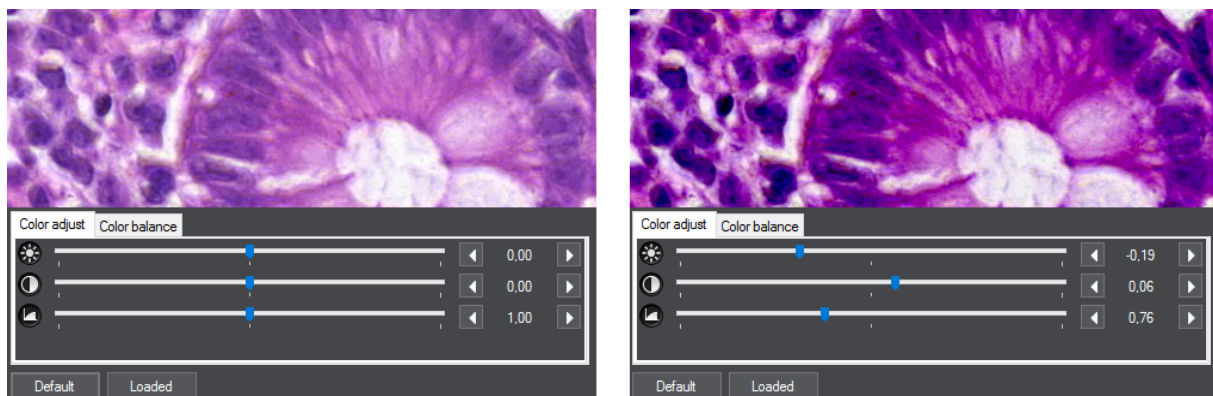 Color adjust Color balance
0,00
0,00
1,00
Default Loaded
Color adjust Color balance
-0,19
0,06
0,76
Default Loaded